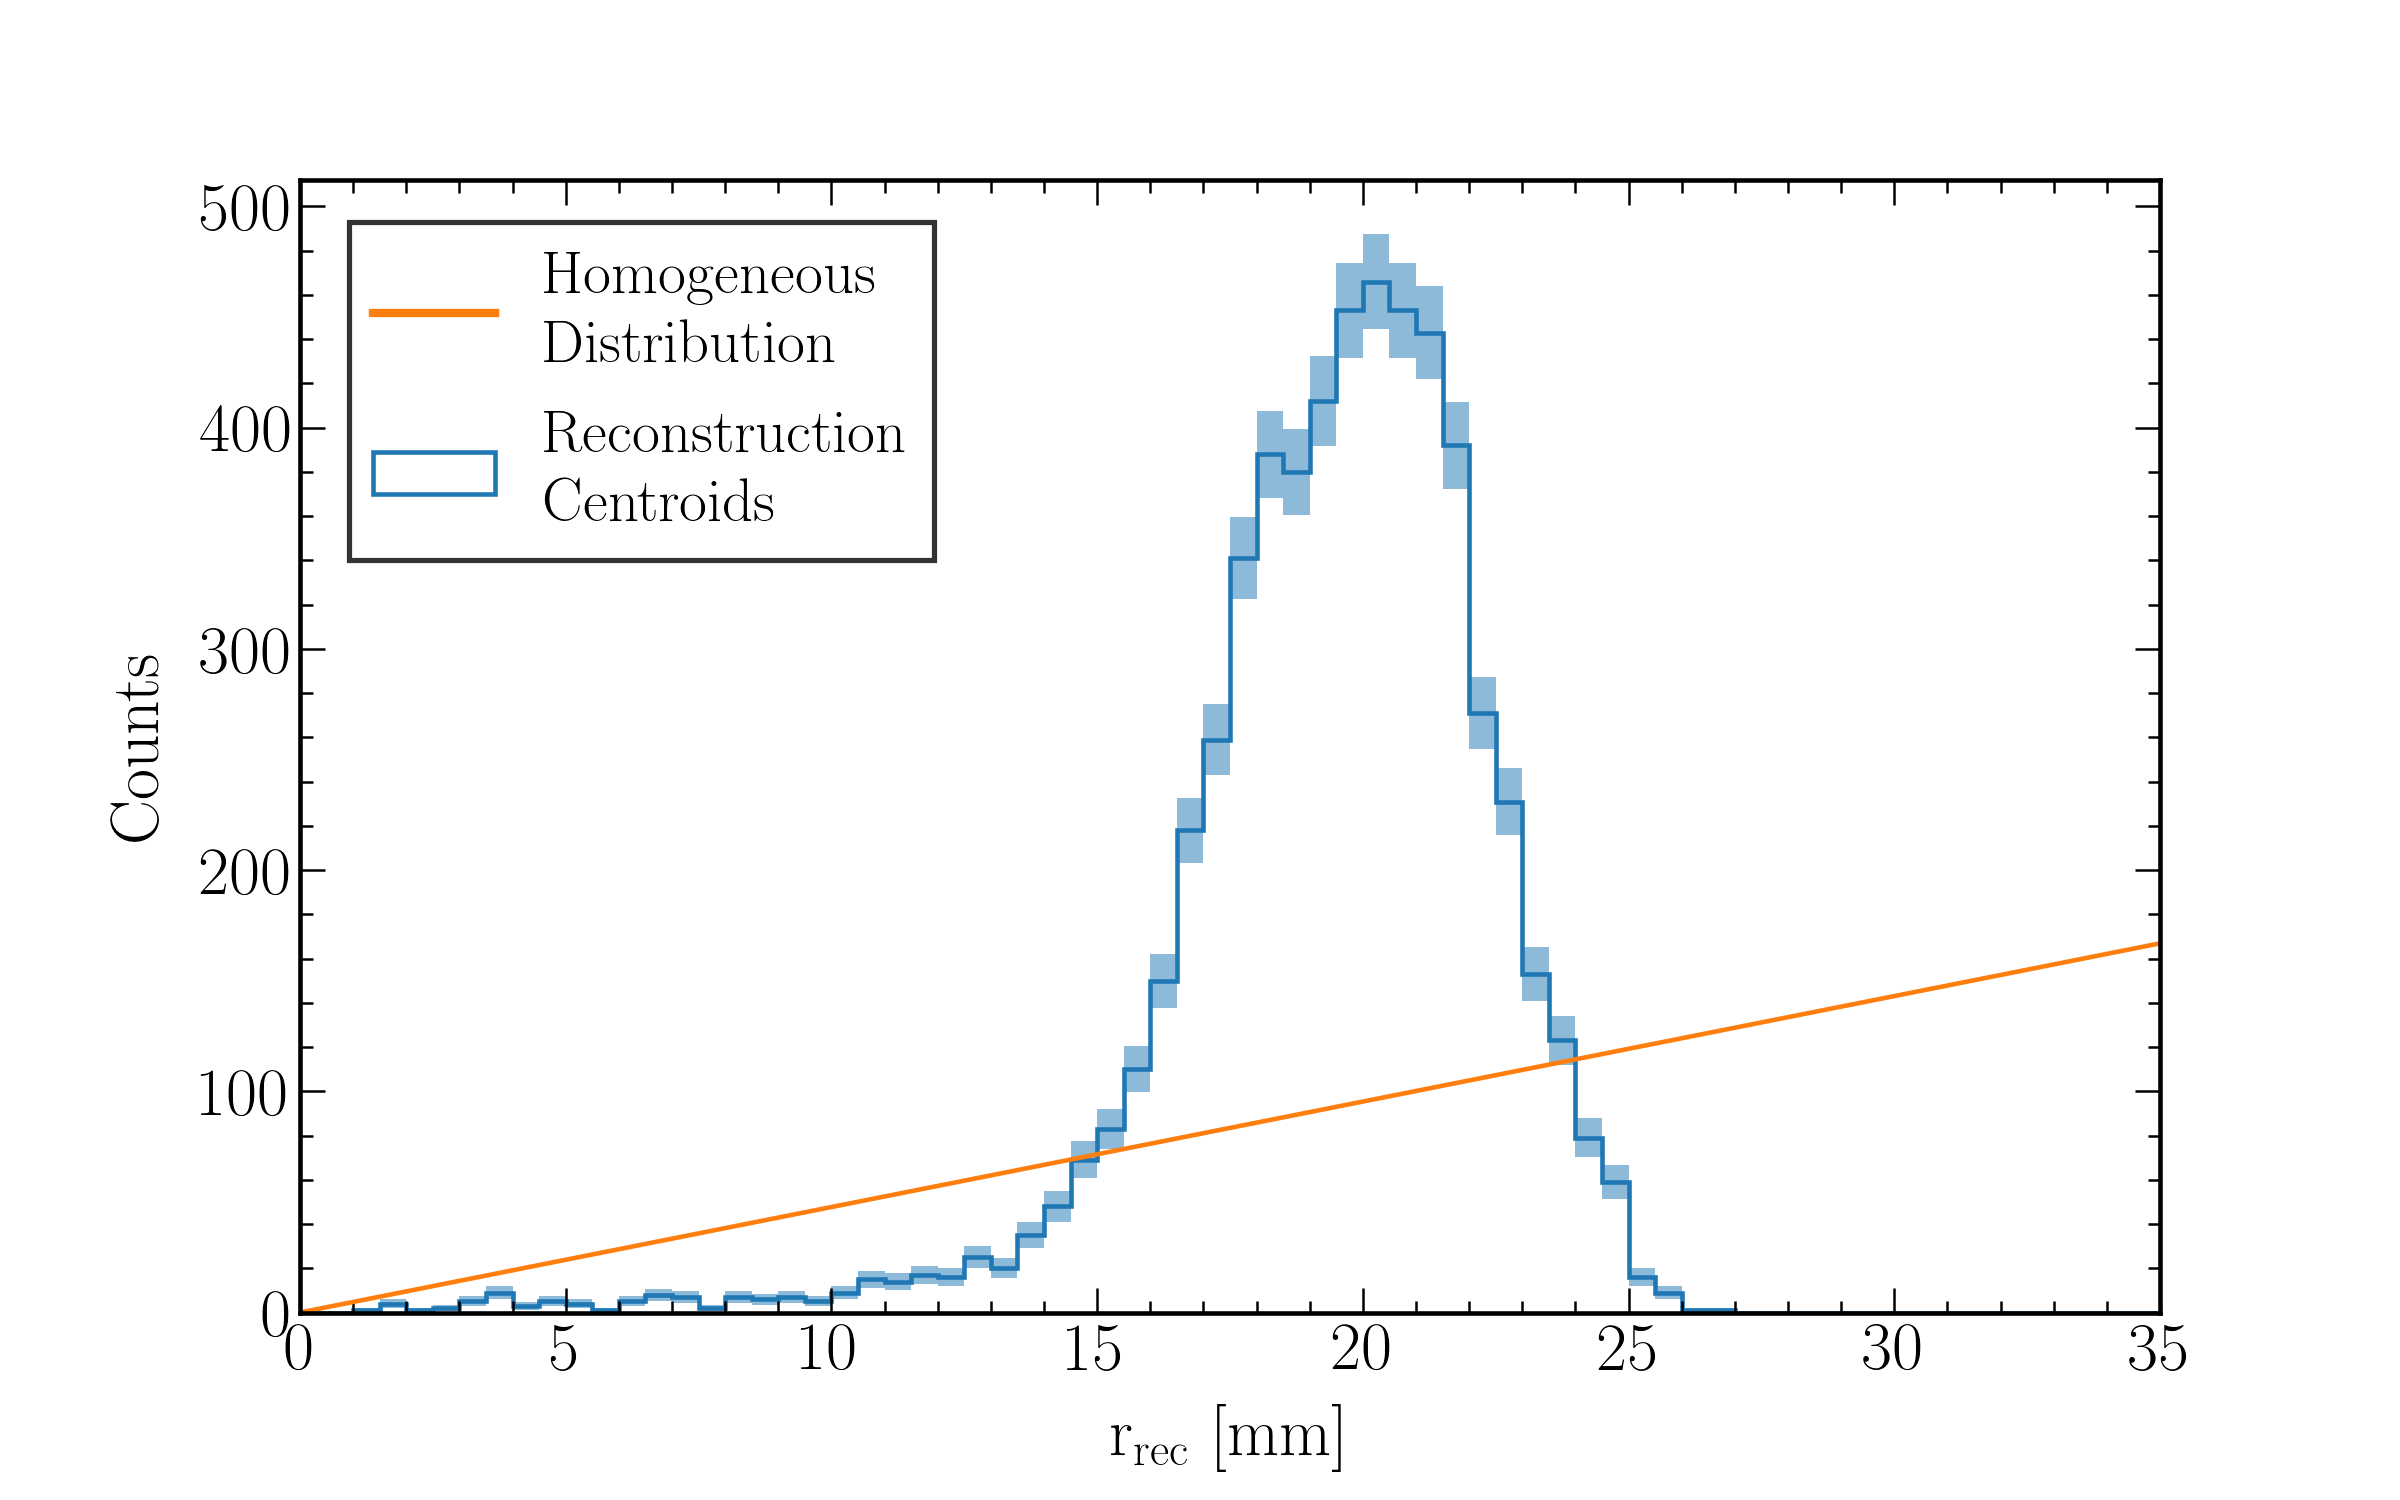 Homogeneous
Distribution
Reconstruction
Centroids
500
400
300
200
100
0
Counts
0 5 10 15 20 25 30 35
r_rec [mm]